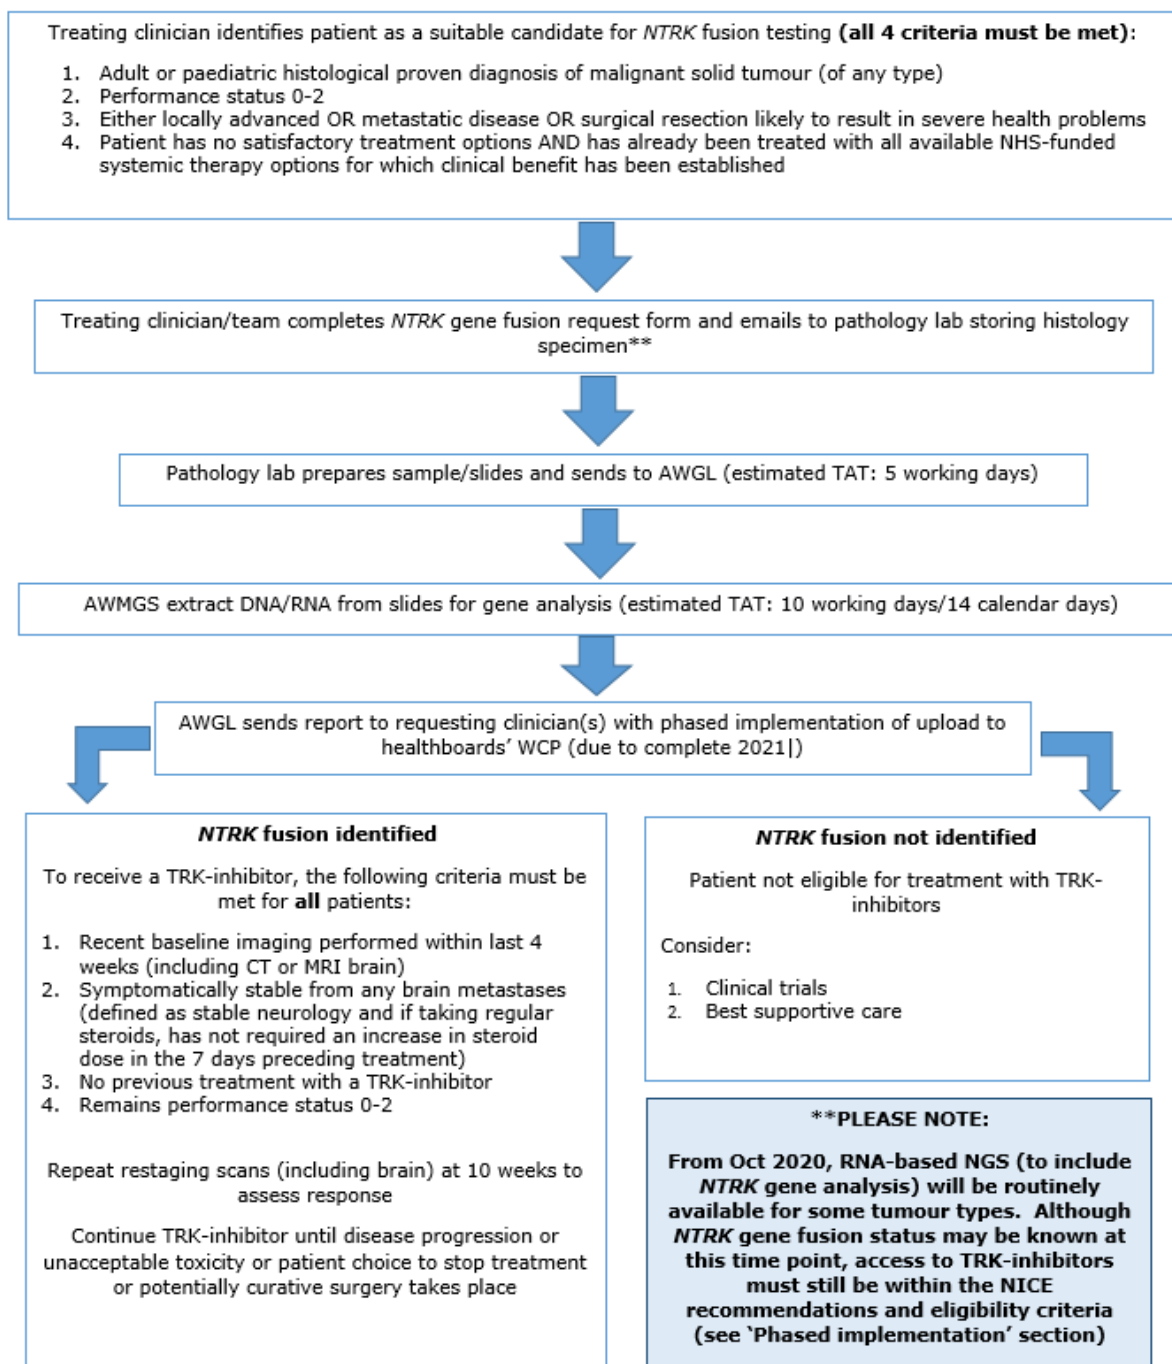 Treating clinician identifies patient as a suitable candidate for NTRK fusion testing (all 4 criteria must be met):
1. Adult or paediatric histological proven diagnosis of malignant solid tumour (of any type)
2. Performance status 0-2
3. Either locally advanced OR metastatic disease OR surgical resection likely to result in severe health problems
4. Patient has no satisfactory treatment options AND has already been treated with all available NHS-funded
systemic therapy options for which clinical benefit has been established
Treating clinician/team completes NTRK gene fusion request form and emails to pathology lab storing histology
specimen**
Pathology lab prepares sample/slides and sends to AWGL (estimated TAT: 5 working days)
AWMGS extract DNA/RNA from slides for gene analysis (estimated TAT: 10 working days/14 calendar days)
AWGL sends report to requesting clinician(s) with phased implementation of upload to
healthboards’ WCP (due to complete 2021|)
NTRK fusion identified
To receive a TRK-inhibitor, the following criteria must be
met for all patients:
1. Recent baseline imaging performed within last 4
weeks (including CT or MRI brain)
2. Symptomatically stable from any brain metastases
(defined as stable neurology and if taking regular
steroids, has not required an increase in steroid
dose in the 7 days preceding treatment)
3. No previous treatment with a TRK-inhibitor
4. Remains performance status 0-2
Repeat restaging scans (including brain) at 10 weeks to
assess response
Continue TRK-inhibitor until disease progression or
unacceptable toxicity or patient choice to stop treatment
or potentially curative surgery takes place
NTRK fusion not identified
Patient not eligible for treatment with TRK-
inhibitors
Consider:
1. Clinical trials
2. Best supportive care
**PLEASE NOTE:
From Oct 2020, RNA-based NGS (to include
NTRK gene analysis) will be routinely
available for some tumour types. Although
NTRK gene fusion status may be known at
this time point, access to TRK-inhibitors
must still be within the NICE
recommendations and eligibility criteria
(see ‘Phased implementation’ section)